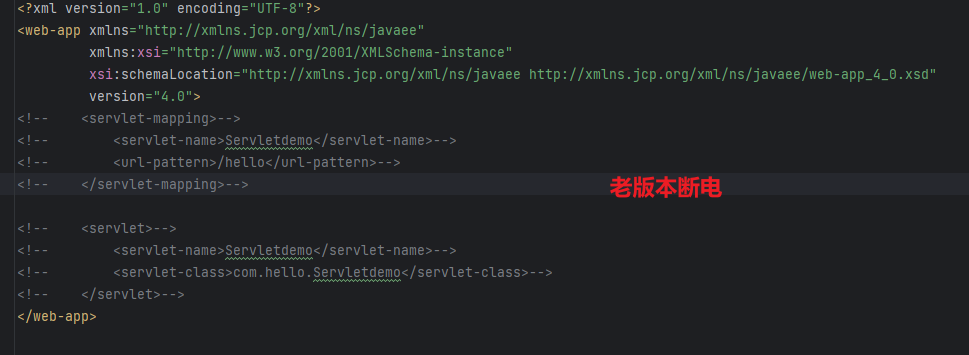 <?xml version="1.0" encoding="UTF-8"?>
<web-app xmlns="http://xmlns.jcp.org/xml/ns/javaee"
         xmlns:xsi="http://www.w3.org/2001/XMLSchema-instance"
         xsi:schemaLocation="http://xmlns.jcp.org/xml/ns/javaee http://xmlns.jcp.org/xml/ns/javaee/web-app_4_0.xsd"
         version="4.0">
<!--    <servlet-mapping>-->
<!--        <servlet-name>Servletdemo</servlet-name>-->
<!--        <url-pattern>/hello</url-pattern>-->
<!--    </servlet-mapping>-->
老版本断电
<!--    <servlet>-->
<!--        <servlet-name>Servletdemo</servlet-name>-->
<!--        <servlet-class>com.hello.Servletdemo</servlet-class>-->
<!--    </servlet>-->
</web-app>